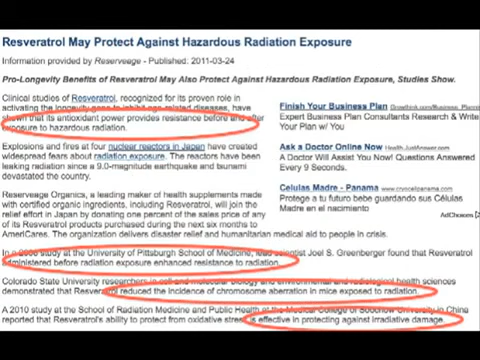 Resveratrol May Protect Against Hazardous Radiation Exposure
Information provided by Reserveege - Published: 2011-03-24
Pro-Longevity Benefits of Resveratrol May Also Protect Against Hazardous Radiation Exposure, Studies Show.
Clinical studies of Resveratrol, recognized for its proven role in
activating the longevity gene to inhibit age-related diseases, have
shown that its antioxidant power provides resistance before and after
exposure to hazardous radiation.
Explosions and fires at four nuclear reactors in Japan have created
widespread fears about radiation exposure. The reactors have been
leaking radiation since a 9.0-magnitude earthquake and tsunami
devastated the country.
Reserveage Organics, a leading maker of health supplements made
with certified organic ingredients, including Resveratrol, will join the
relief effort in Japan by donating one percent of the sales price of any
of its Resveratrol products purchased during the next six months to
AmeriCares. The organization delivers disaster relief and humanitarian medical aid to people in crisis.
In a 2008 study at the University of Pittsburgh School of Medicine, lead scientist Joel S. Greenberger found that Resveratrol
administered before radiation exposure enhanced resistance to radiation.
Colorado State University researchers in cell and molecular biology and environmental and radiological health sciences
demonstrated that Resveratrol reduced the incidence of chromosome aberration in mice exposed to radiation.
A 2010 study at the School of Radiation Medicine and Public Health at the Medical College of Soochow University in China
reported that Resveratrol's ability to protect from oxidative stress is effective in protecting against irradiative damage.
Finish Your Business Plan Growthink.com/Business_Planni
Expert Business Plan Consultants Research & Write
Your Plan w/ You
Ask a Doctor Online Now Health.JustAnswer.com
A Doctor Will Assist You Now! Questions Answered
Every 9 Seconds.
Células Madre - Panama www.cryocellpanama.com
Protege a tu futuro bebe guardando sus Células
Madre en el nacimiento
AdChoices